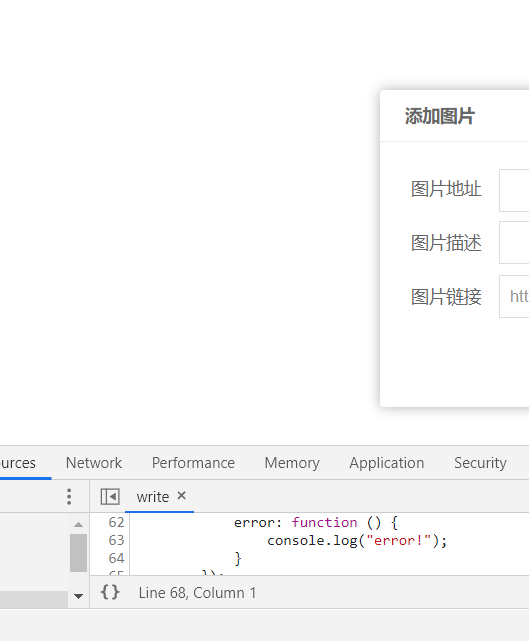 添加图片
图片地址
图片描述
图片链接 htt
urces Network Performance Memory Application Security
write ×
62 error: function () {
63 console.log("error!");
64 }
{} Line 68, Column 1